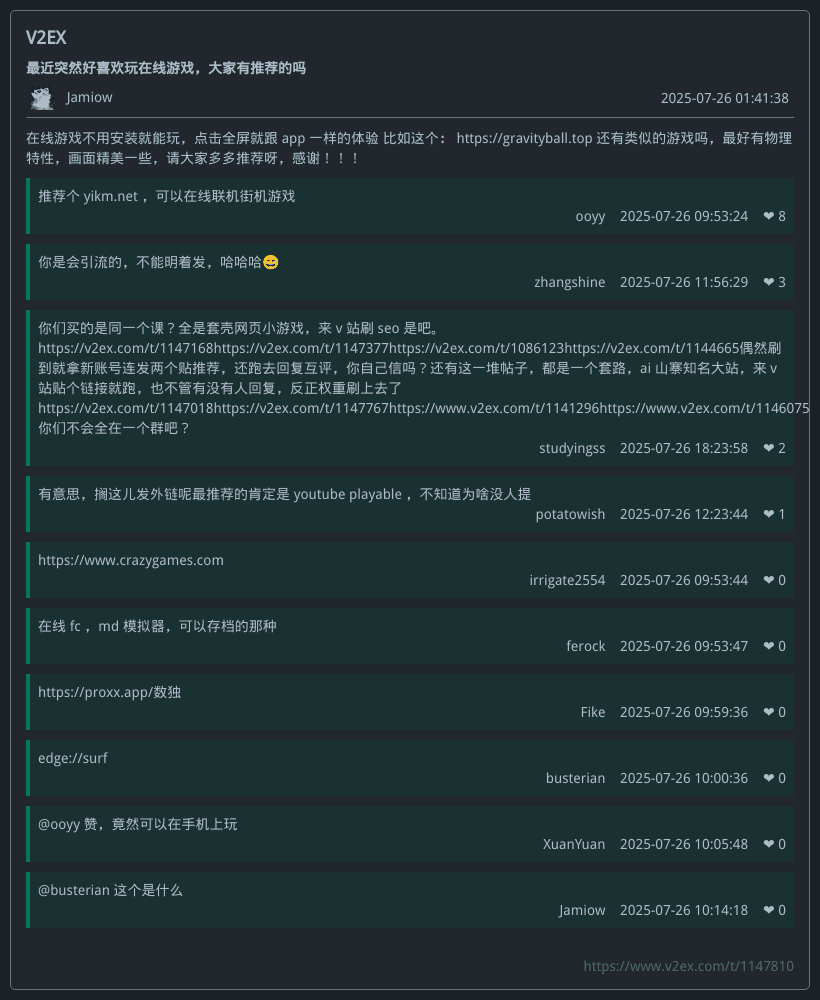 V2EX
最近突然好喜欢玩在线游戏，大家有推荐的吗
Jamiow 2025-07-26 01:41:38
在线游戏不用安装就能玩，点击全屏就跟 app 一样的体验 比如这个： https://gravityball.top 还有类似的游戏吗，最好有物理
特性，画面精美一些，请大家多多推荐呀，感谢！！！
推荐个 yikm.net ，可以在线联机街机游戏
ooyy 2025-07-26 09:53:24 ❤ 8
你是会引流的，不能明着发，哈哈哈😄
zhangshine 2025-07-26 11:56:29 ❤ 3
你们买的是同一个课？全是套壳网页小游戏，来 v 站刷 seo 是吧。
https://v2ex.com/t/1147168https://v2ex.com/t/1147377https://v2ex.com/t/1086123https://v2ex.com/t/1144665偶然刷
到就拿新账号连发两个贴推荐，还跑去回复互评，你自己信吗？还有这一堆帖子，都是一个套路，ai 山寨知名大站，来 v
站贴个链接就跑，也不管有没有人回复，反正权重刷上去了
https://v2ex.com/t/1147018https://v2ex.com/t/1147767https://www.v2ex.com/t/1141296https://www.v2ex.com/t/1146075
你们不会全在一个群吧？
studyingss 2025-07-26 18:23:58 ❤ 2
有意思，搁这儿发外链呢最推荐的肯定是 youtube playable ，不知道为啥没人提
potatowish 2025-07-26 12:23:44 ❤ 1
https://www.crazygames.com
irrigate2554 2025-07-26 09:53:44 ❤ 0
在线 fc ，md 模拟器，可以存档的那种
ferock 2025-07-26 09:53:47 ❤ 0
https://proxx.app/数独
Fike 2025-07-26 09:59:36 ❤ 0
edge://surf
busterian 2025-07-26 10:00:36 ❤ 0
@ooyy 赞，竟然可以在手机上玩
XuanYuan 2025-07-26 10:05:48 ❤ 0
@busterian 这个是什么
Jamiow 2025-07-26 10:14:18 ❤ 0
https://www.v2ex.com/t/1147810